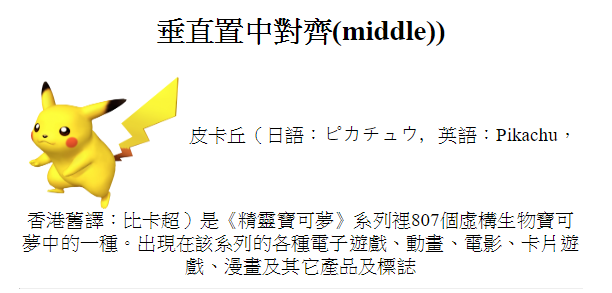 垂直置中對齊(middle))
皮卡丘（日語：ピカチュウ，英語：Pikachu，
香港舊譯：比卡超）是《精靈寶可夢》系列裡807個虛構生物寶可
夢中的一種。出現在該系列的各種電子遊戲、動畫、電影、卡片遊
戲、漫畫及其它產品及標誌